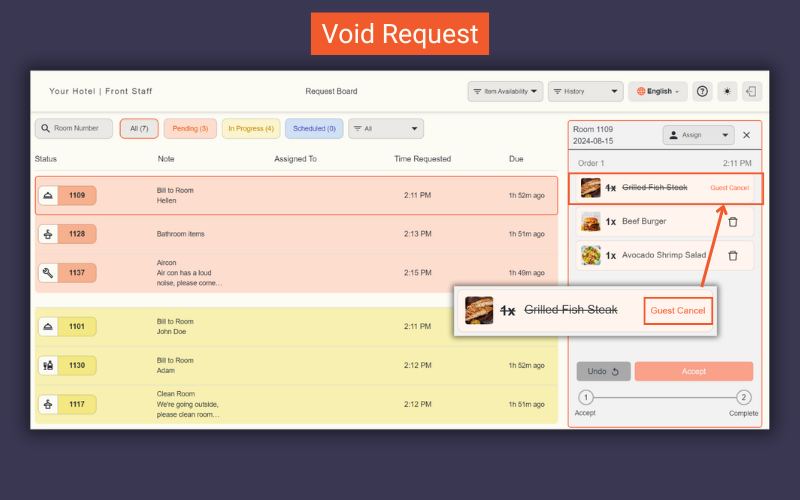 Void Request
Your Hotel | Front Staff
Request Board
Item Availability
History
English
Room Number
All (7)
Pending (3)
In Progress (4)
Scheduled (0)
All
Status
Note
Assigned To
Time Requested
Due
1109
Bill to Room
Hellen
2:11 PM
1h 52m ago
1128
Bathroom items
2:13 PM
1h 51m ago
1137
Aircon
Air con has a loud
noise, please come...
2:15 PM
1h 49m ago
1101
Bill to Room
John Doe
2:11 PM
1130
Bill to Room
Adam
2:12 PM
1h 52m ago
1117
Clean Room
We're going outside,
please clean room...
2:12 PM
1h 51m ago
Room 1109
2024-08-15
Assign
Order 1
2:11 PM
1x Grilled Fish Steak
Guest Cancel
1x Beef Burger
1x Avocado Shrimp Salad
1x Grilled Fish Steak
Guest Cancel
Undo
Accept
1
2
Accept
Complete